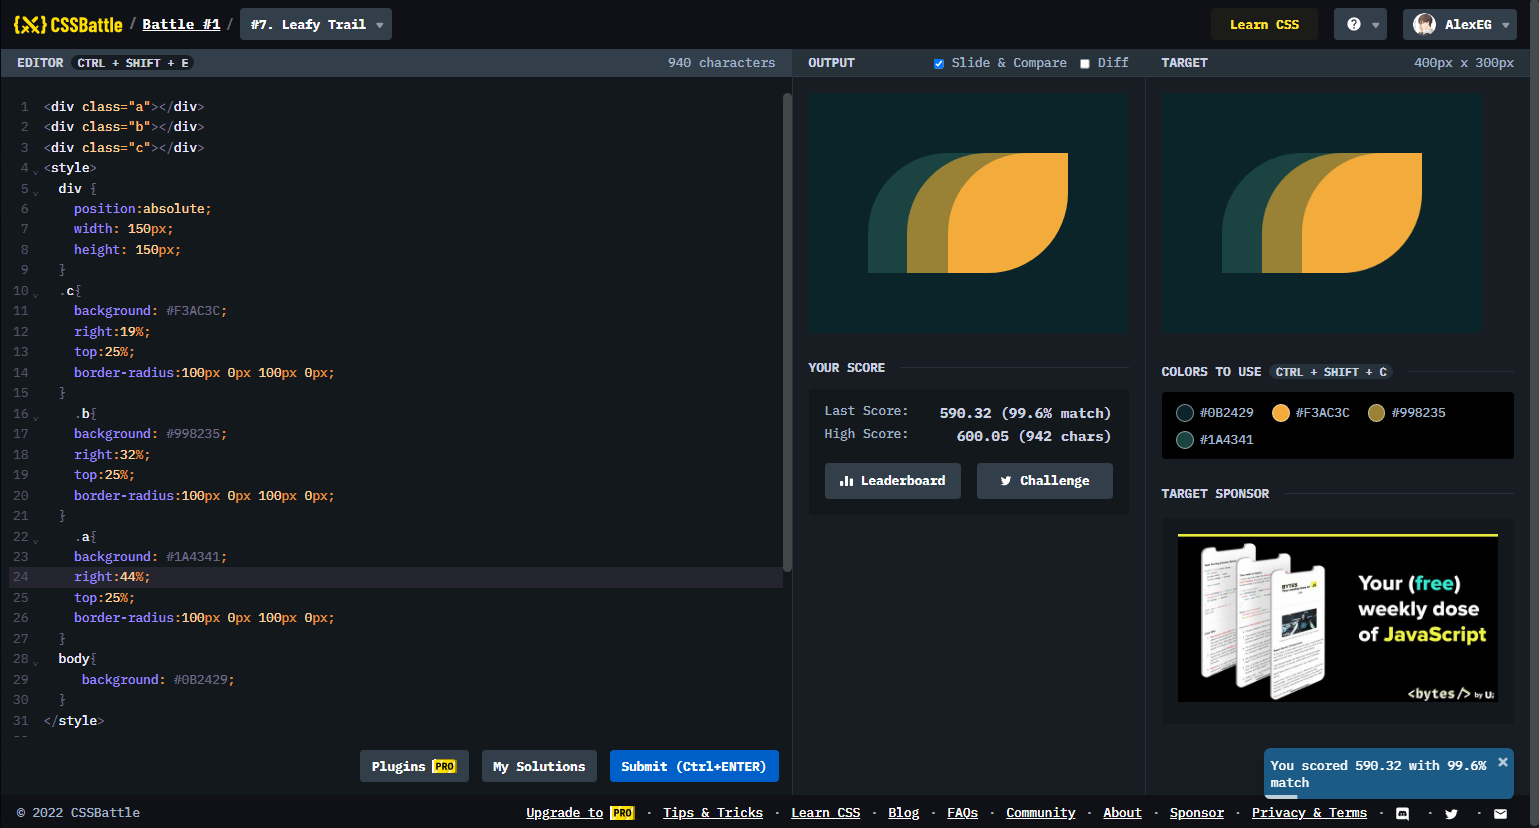 {X} CSSBattle / Battle #1 / #7. Leafy Trail
Learn CSS
?
AlexEG
EDITOR CTRL + SHIFT + E 940 characters
1 <div class="a"></div>
2 <div class="b"></div>
3 <div class="c"></div>
4 <style>
5 div {
6 position:absolute;
7 width: 150px;
8 height: 150px;
9 }
10 .c{
11 background: #F3AC3C;
12 right:19%;
13 top:25%;
14 border-radius:100px 0px 100px 0px;
15 }
16 .b{
17 background: #998235;
18 right:32%;
19 top:25%;
20 border-radius:100px 0px 100px 0px;
21 }
22 .a{
23 background: #1A4341;
24 right:44%;
25 top:25%;
26 border-radius:100px 0px 100px 0px;
27 }
28 body{
29 background: #0B2429;
30 }
31 </style>
Plugins PRO
My Solutions
Submit (Ctrl+ENTER)
OUTPUT Slide & Compare Diff
YOUR SCORE
Last Score: 590.32 (99.6% match)
High Score: 600.05 (942 chars)
Leaderboard
Challenge
TARGET 400px x 300px
COLORS TO USE CTRL + SHIFT + C
#0B2429 #F3AC3C #998235
#1A4341
TARGET SPONSOR
BYTES
Your (free)
weekly dose
of JavaScript
<bytes/> by ui
You scored 590.32 with 99.6%
match
© 2022 CSSBattle
Upgrade to PRO · Tips & Tricks · Learn CSS · Blog · FAQs · Community · About · Sponsor · Privacy & Terms · · ·